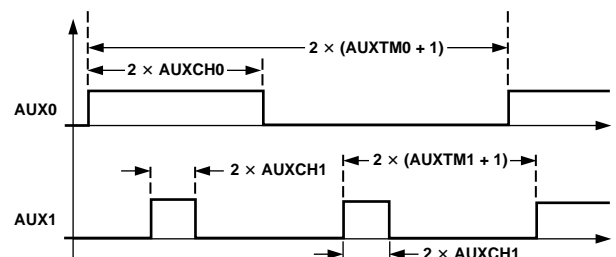 2 × (AUXTM0 + 1)
2 × AUXCH0
AUX0
2 × AUXCH1
2 × (AUXTM1 + 1)
AUX1
2 × AUXCH1